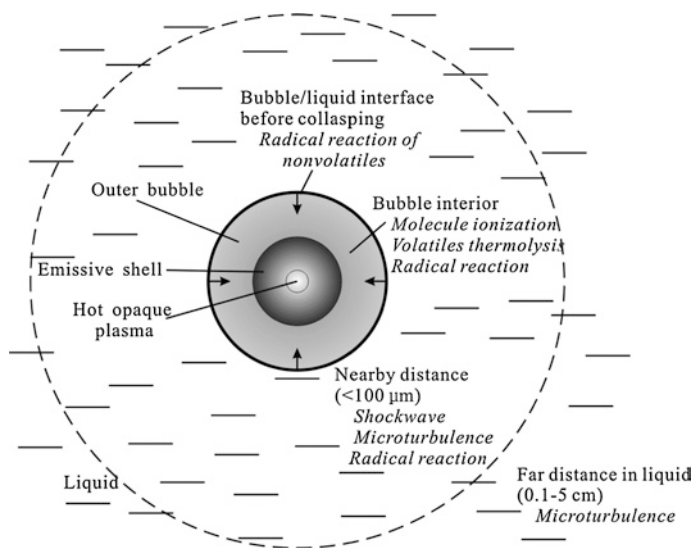 Bubble/liquid interface
before collasping
Radical reaction of
nonvolatiles
Outer bubble
Bubble interior
Molecule ionization
Volatiles thermolysis
Radical reaction
Emissive shell
Hot opaque
plasma
Nearby distance
(<100 µm)
Shockwave
Microturbulence
Radical reaction
Liquid
Far distance in liquid
(0.1-5 cm)
Microturbulence